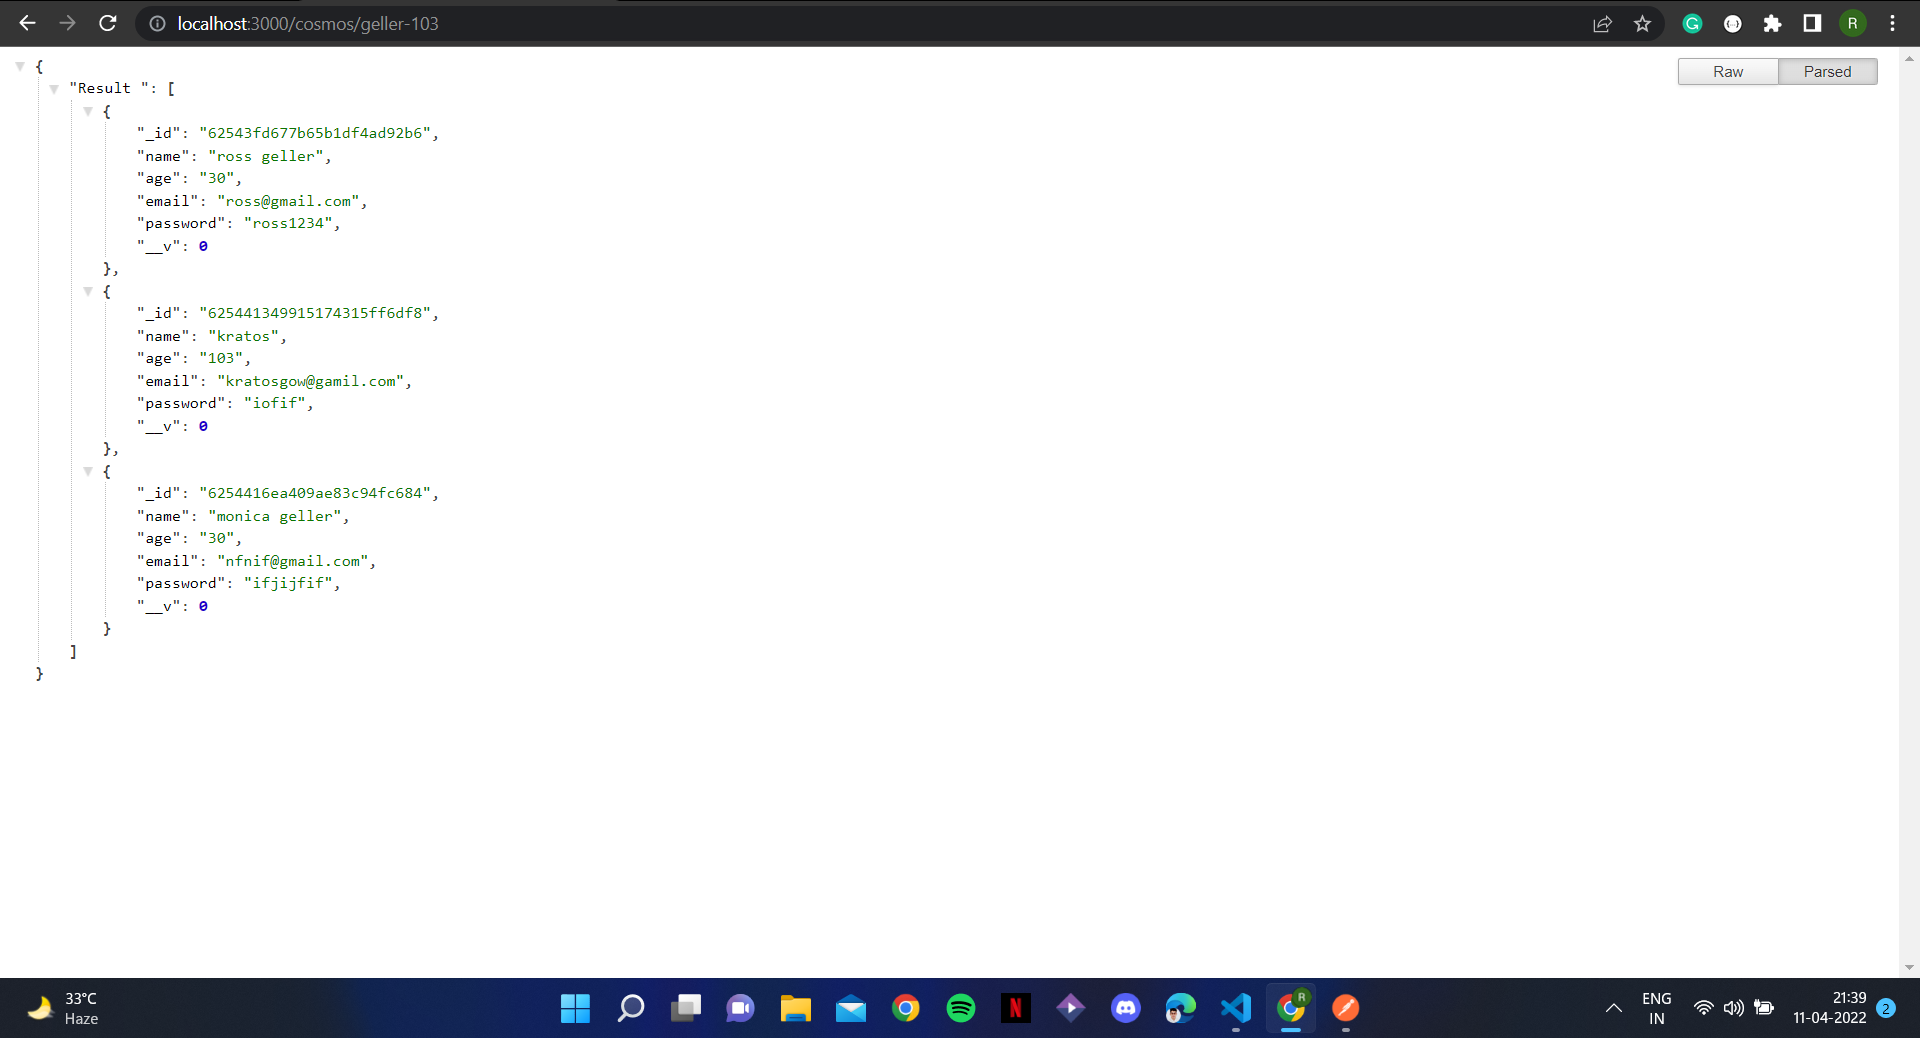 localhost:3000/cosmos/geller-103
R
Raw
Parsed
{
"Result ": [
{
"_id": "62543fd677b65b1df4ad92b6",
"name": "ross geller",
"age": "30",
"email": "ross@gmail.com",
"password": "ross1234",
"__v": 0
},
{
"_id": "625441349915174315ff6df8",
"name": "kratos",
"age": "103",
"email": "kratosgow@gamil.com",
"password": "iofif",
"__v": 0
},
{
"_id": "6254416ea409ae83c94fc684",
"name": "monica geller",
"age": "30",
"email": "nfnif@gmail.com",
"password": "ifjijfif",
"__v": 0
}
]
}
33°C
Haze
N
R
ENG
IN
21:39
11-04-2022
2